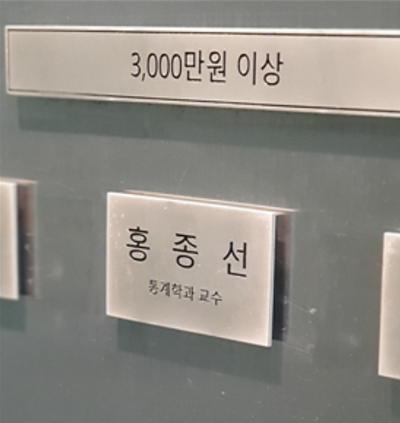 3,000만원 이상
홍 종 선
통계학과 교수